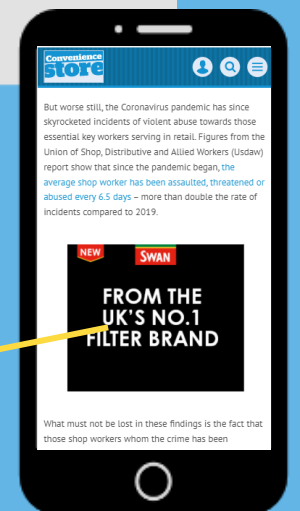 Convenience
store
But worse still, the Coronavirus pandemic has since
skyrocketed incidents of violent abuse towards those
essential key workers serving in retail. Figures from the
Union of Shop, Distributive and Allied Workers (Usdaw)
report show that since the pandemic began, the
average shop worker has been assaulted, threatened or
abused every 6.5 days – more than double the rate of
incidents compared to 2019.
NEW
SWAN
FROM THE
UK'S NO.1
FILTER BRAND
What must not be lost in these findings is the fact that
those shop workers whom the crime has been